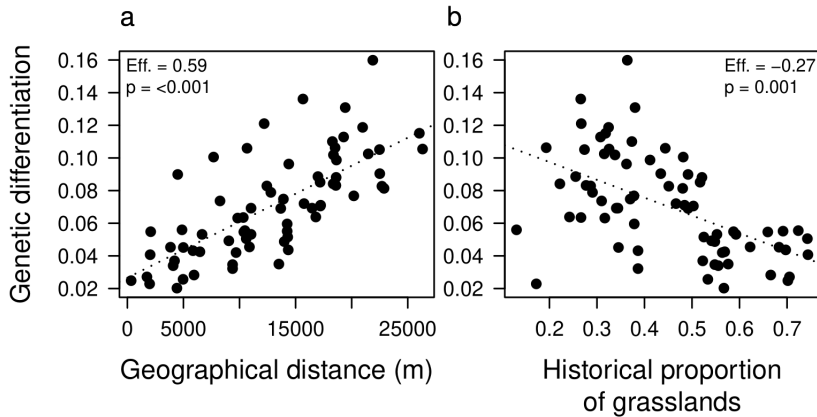 a
b
Genetic differentiation
0.16
0.14
0.12
0.10
0.08
0.06
0.04
0.02
Eff. = 0.59
p = <0.001
0
5000
15000
25000
Geographical distance (m)
0.16
0.14
0.12
0.10
0.08
0.06
0.04
0.02
Eff. = −0.27
p = 0.001
0.2
0.3
0.4
0.5
0.6
0.7
Historical proportion
of grasslands